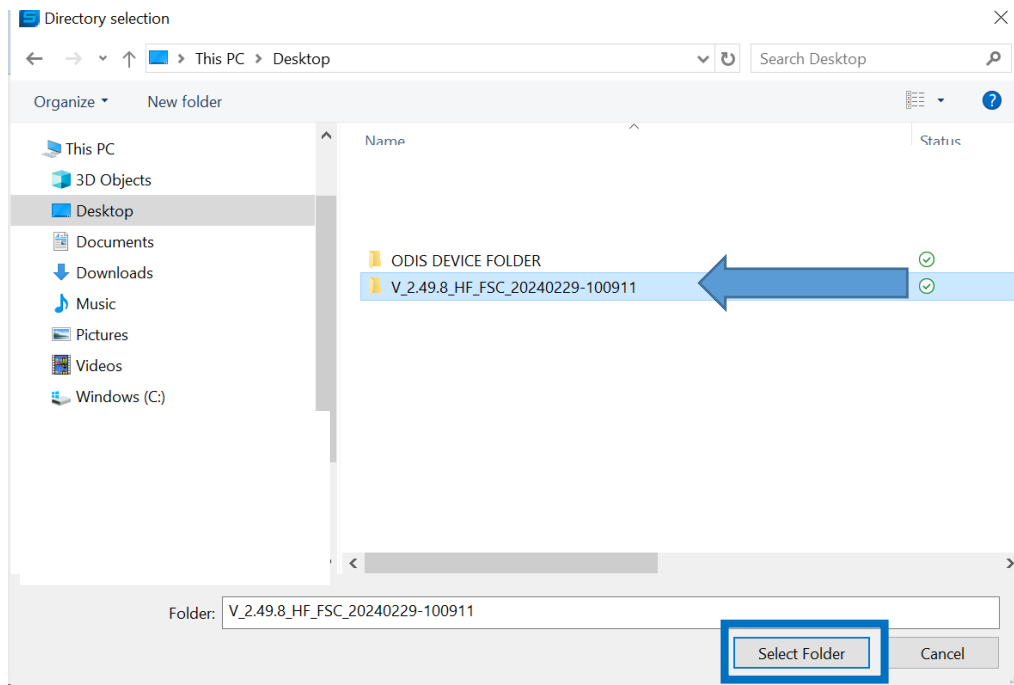 Directory selection
This PC > Desktop
Search Desktop
Organize
New folder
?
Name
Status
This PC
3D Objects
Desktop
Documents
Downloads
Music
Pictures
Videos
Windows (C:)
ODIS DEVICE FOLDER
V_2.49.8_HF_FSC_20240229-100911
Folder: V_2.49.8_HF_FSC_20240229-100911
Select Folder
Cancel